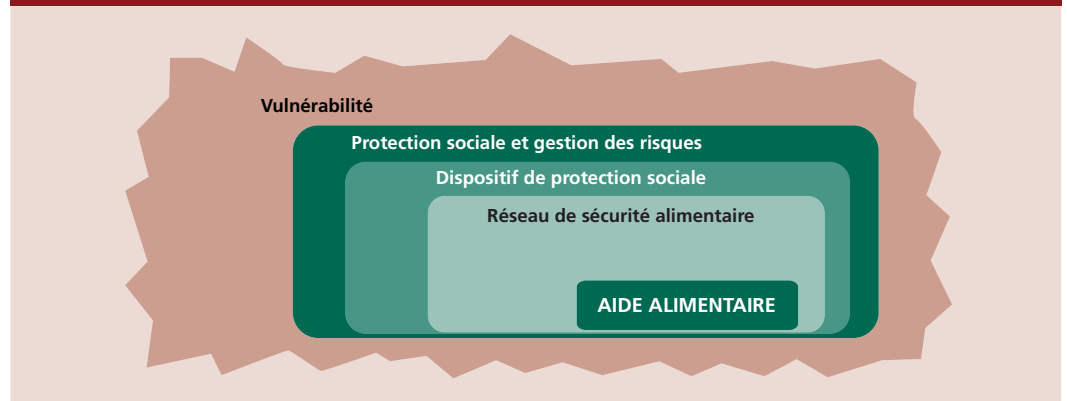 Vulnérabilité
Protection sociale et gestion des risques
Dispositif de protection sociale
Réseau de sécurité alimentaire
AIDE ALIMENTAIRE